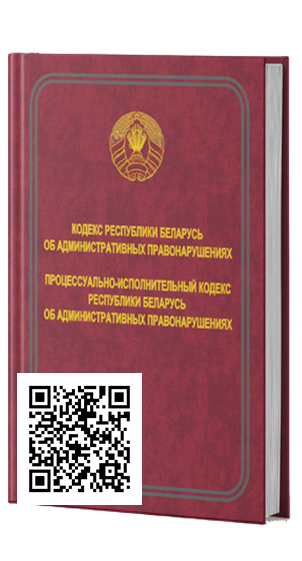 КОДЕКС РЕСПУБЛИКИ БЕЛАРУСЬ
ОБ АДМИНИСТРАТИВНЫХ ПРАВОНАРУШЕНИЯХ
ПРОЦЕССУАЛЬНО-ИСПОЛНИТЕЛЬНЫЙ КОДЕКС
РЕСПУБЛИКИ БЕЛАРУСЬ
ОБ АДМИНИСТРАТИВНЫХ ПРАВОНАРУШЕНИЯХ